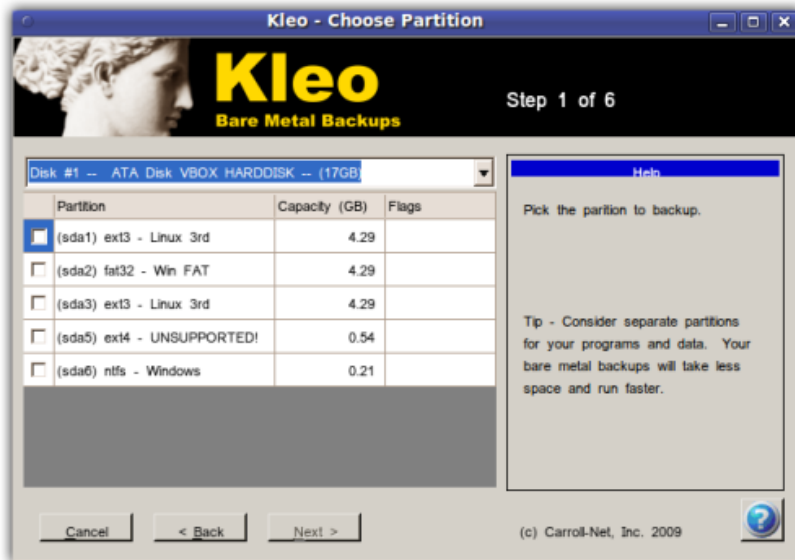 Kleo - Choose Partition
Kleo
Bare Metal Backups
Step 1 of 6
Disk #1 -- ATA Disk VBOX HARDDISK -- (17GB)
Partition Capacity (GB) Flags
(sda1) ext3 - Linux 3rd 4.29
(sda2) fat32 - Win FAT 4.29
(sda3) ext3 - Linux 3rd 4.29
(sda5) ext4 - UNSUPPORTED! 0.54
(sda6) ntfs - Windows 0.21
Help
Pick the parition to backup.
Tip - Consider separate partitions
for your programs and data. Your
bare metal backups will take less
space and run faster.
Cancel < Back Next >
(c) Carroll-Net, Inc. 2009
?